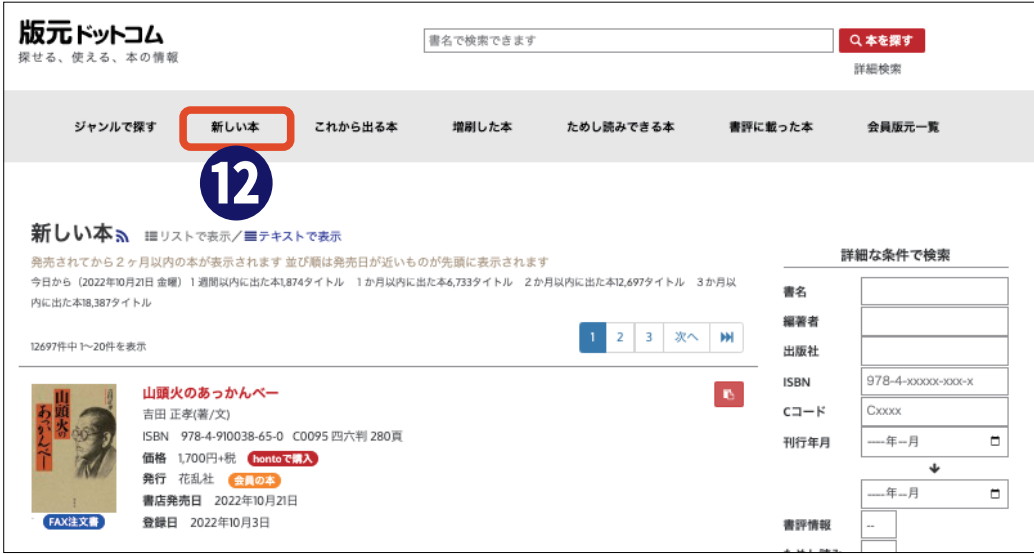 版元ドットコム
探せる、使える、本の情報
書名で検索できます
本を探す
詳細検索
ジャンルで探す 新しい本 これから出る本 増刷した本 ためし読みできる本 書評に載った本 会員版元一覧
12
新しい本 リストで表示／テキストで表示
発売されてから２ヶ月以内の本が表示されます 並び順は発売日が近いものが先頭に表示されます
今日から（2022年10月21日 金曜）１週間以内に出た本1,874タイトル　１か月以内に出た本6,733タイトル　２か月以内に出た本12,697タイトル　３か月以
内に出た本18,387タイトル
12697件中 1〜20件を表示
1 2 3 次へ
山頭火の
あっかんべー
山頭火のあっかんべー
吉田 正孝(著/文)
ISBN 978-4-910038-65-0 C0095 四六判 280頁
価格 1,700円+税 hontoで購入
発行 花乱社 会員の本
書店発売日 2022年10月21日
登録日 2022年10月3日
FAX注文書
詳細な条件で検索
書名
編著者
出版社
ISBN 978-4-xxxxx-xxx-x
Cコード Cxxxx
刊行年月 ----年--月
----年--月
書評情報 --